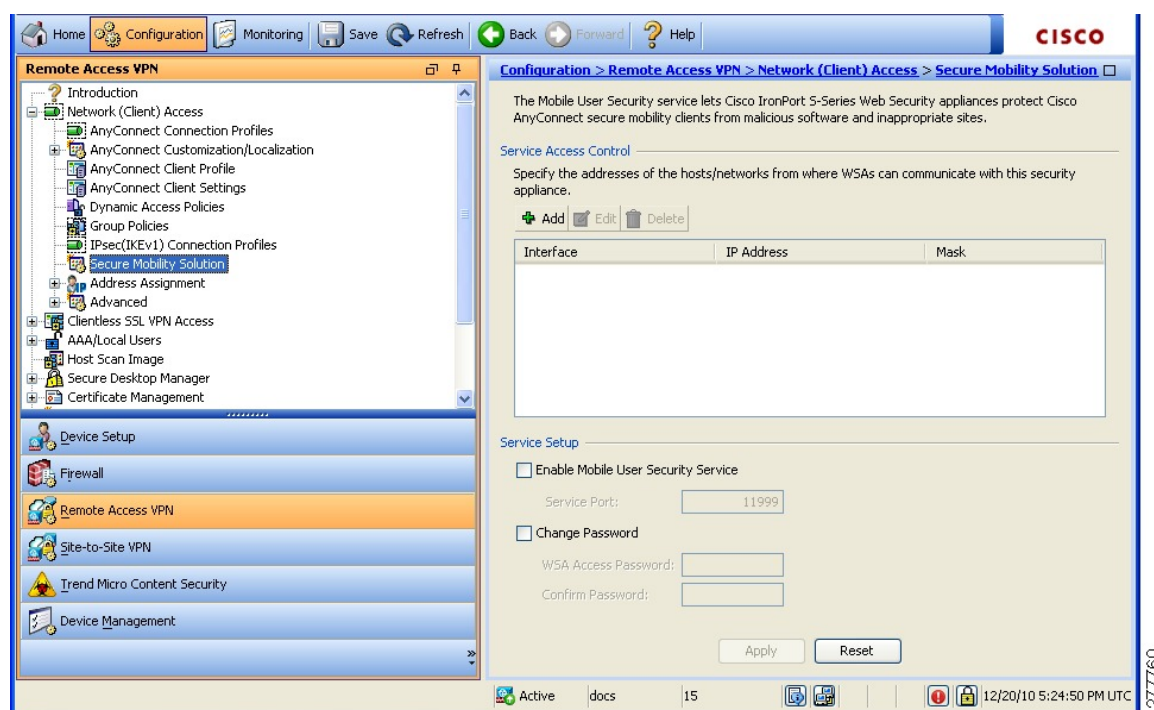 Home Configuration Monitoring Save Refresh Back Forward Help
CISCO
Remote Access VPN
Introduction
Network (Client) Access
AnyConnect Connection Profiles
AnyConnect Customization/Localization
AnyConnect Client Profile
AnyConnect Client Settings
Dynamic Access Policies
Group Policies
IPsec(IKEv1) Connection Profiles
Secure Mobility Solution
Address Assignment
Advanced
Clientless SSL VPN Access
AAA/Local Users
Host Scan Image
Secure Desktop Manager
Certificate Management
Device Setup
Firewall
Remote Access VPN
Site-to-Site VPN
Trend Micro Content Security
Device Management
Configuration > Remote Access VPN > Network (Client) Access > Secure Mobility Solution
The Mobile User Security service lets Cisco IronPort S-Series Web Security appliances protect Cisco
AnyConnect secure mobility clients from malicious software and inappropriate sites.
Service Access Control
Specify the addresses of the hosts/networks from where WSAs can communicate with this security
appliance.
Add Edit Delete
Interface IP Address Mask
Service Setup
Enable Mobile User Security Service
Service Port: 11999
Change Password
WSA Access Password:
Confirm Password:
Apply Reset
Active docs 15 12/20/10 5:24:50 PM UTC
277760